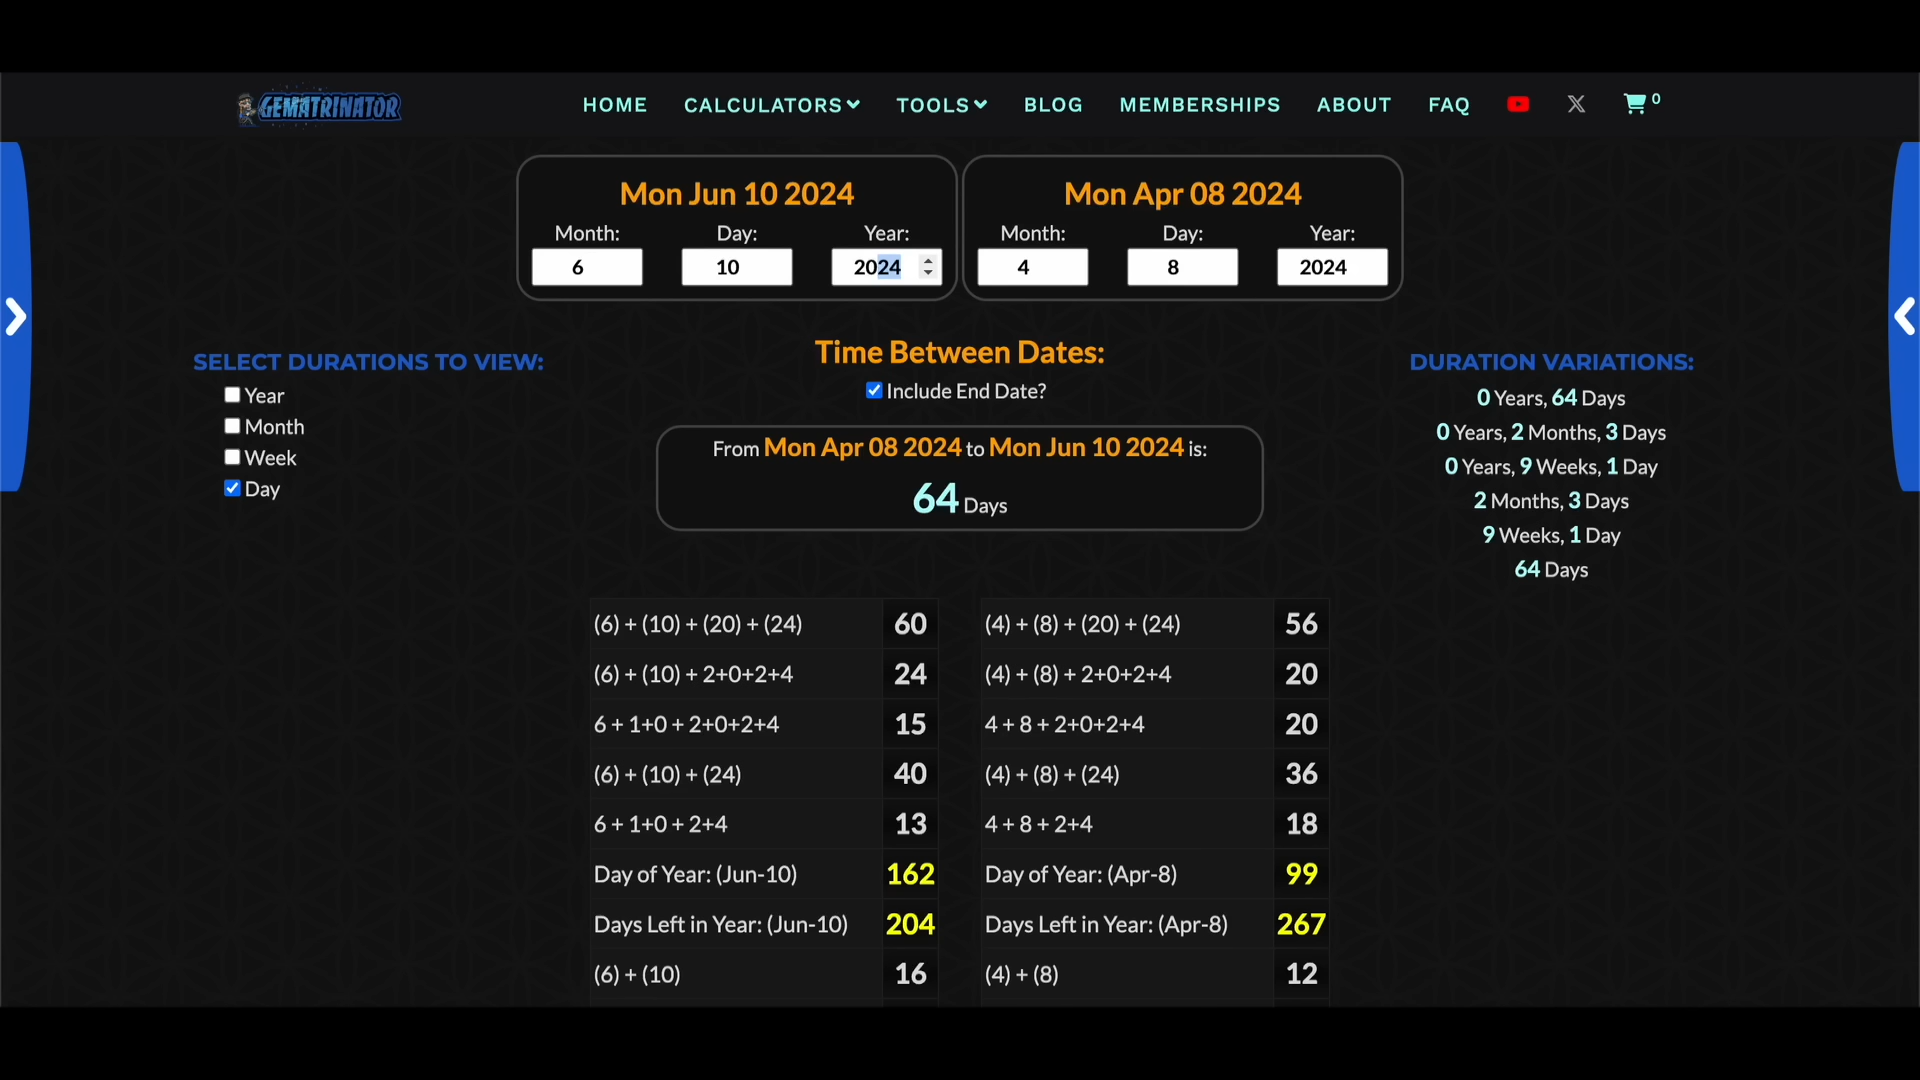 GEMATRINATOR
HOME CALCULATORS TOOLS BLOG MEMBERSHIPS ABOUT FAQ 0
Mon Jun 10 2024
Month: Day: Year:
6 10 2024
Mon Apr 08 2024
Month: Day: Year:
4 8 2024
SELECT DURATIONS TO VIEW:
Year
Month
Week
Day
Time Between Dates:
Include End Date?
From Mon Apr 08 2024 to Mon Jun 10 2024 is:
64 Days
DURATION VARIATIONS:
0 Years, 64 Days
0 Years, 2 Months, 3 Days
0 Years, 9 Weeks, 1 Day
2 Months, 3 Days
9 Weeks, 1 Day
64 Days
(6) + (10) + (20) + (24) 60
(6) + (10) + 2+0+2+4 24
6 + 1+0 + 2+0+2+4 15
(6) + (10) + (24) 40
6 + 1+0 + 2+4 13
Day of Year: (Jun-10) 162
Days Left in Year: (Jun-10) 204
(6) + (10) 16
(4) + (8) + (20) + (24) 56
(4) + (8) + 2+0+2+4 20
4 + 8 + 2+0+2+4 20
(4) + (8) + (24) 36
4 + 8 + 2+4 18
Day of Year: (Apr-8) 99
Days Left in Year: (Apr-8) 267
(4) + (8) 12